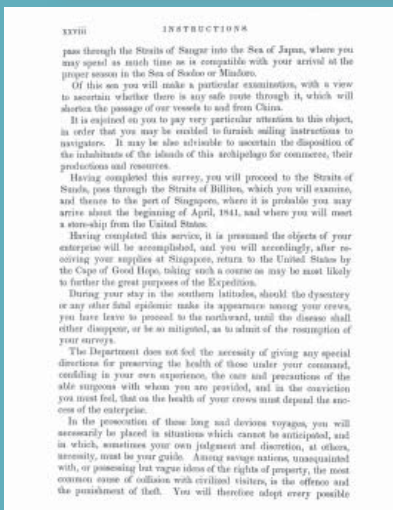 xxviii INSTRUCTIONS
pass through the Straits of Sangar into the Sea of Japan, where you
may spend as much time as is compatible with your arrival at the
proper season in the Sea of Sooloo or Mindoro.
Of this sea you will make a particular examination, with a view
to ascertain whether there is any safe route through it, which will
shorten the passage of our vessels to and from China.
It is enjoined on you to pay very particular attention to this object,
in order that you may be enabled to furnish sailing instructions to
navigators. It may be also advisable to ascertain the disposition of
the inhabitants of the islands of this archipelago for commerce, their
productions and resources.
Having completed this survey, you will proceed to the Straits of
Sunda, pass through the Straits of Billiton, which you will examine,
and thence to the port of Singapore, where it is probable you may
arrive about the beginning of April, 1841, and where you will meet
a store-ship from the United States.
Having completed this service, it is presumed the objects of your
enterprise will be accomplished, and you will accordingly, after re-
ceiving your supplies at Singapore, return to the United States by
the Cape of Good Hope, taking such a course as may be most likely
to further the great purposes of the Expedition.
During your stay in the southern latitudes, should the dysentery
or any other fatal epidemic make its appearance among your crews,
you have leave to proceed to the northward, until the disease shall
either disappear, or be so mitigated, as to admit of the resumption of
your surveys.
The Department does not feel the necessity of giving any special
directions for preserving the health of those under your command,
confiding in your own experience, the care and precautions of the
able surgeons with whom you are provided, and in the conviction
you must feel, that on the health of your crews must depend the suc-
cess of the enterprise.
In the prosecution of these long and devious voyages, you will
necessarily be placed in situations which cannot be anticipated, and
in which, sometimes your own judgment and discretion, at others,
necessity, must be your guide. Among savage nations, unacquainted
with, or possessing but vague ideas of the rights of property, the most
common cause of collision with civilized visiters, is the offence and
the punishment of theft. You will therefore adopt every possible